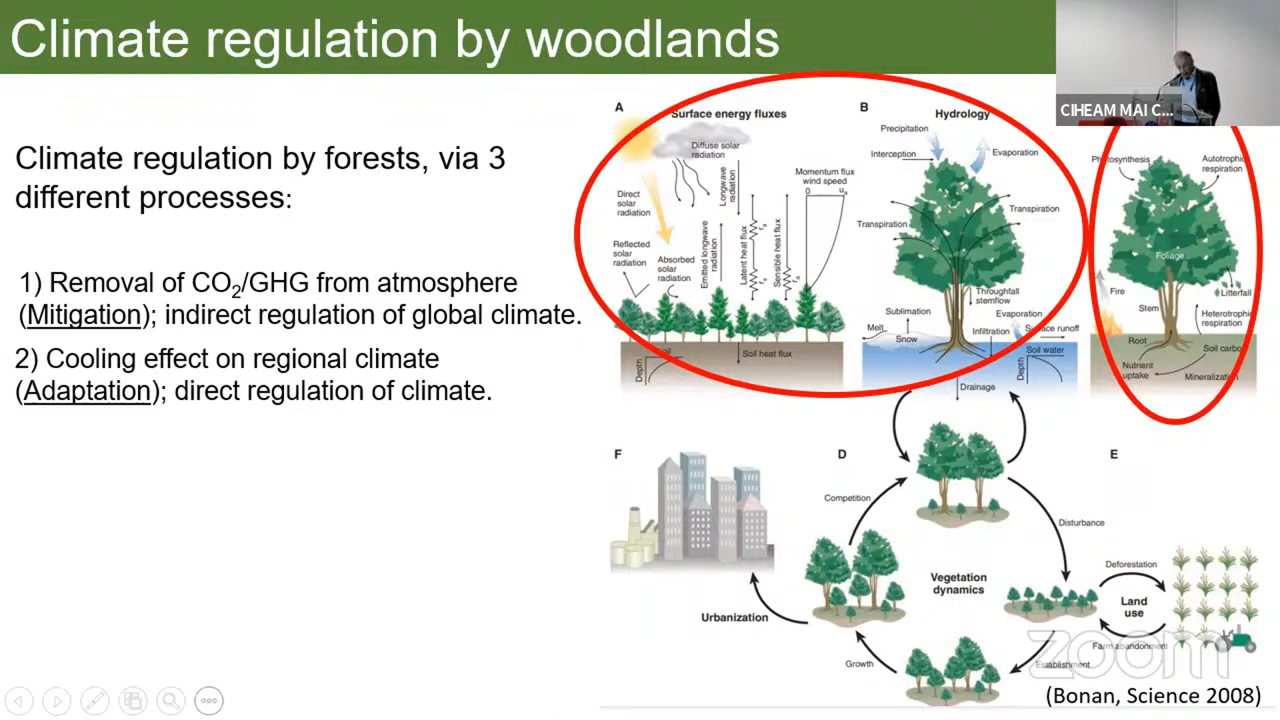 Climate regulation by woodlands
CIHEAM MAI C...
Climate regulation by forests, via 3
different processes:
1) Removal of CO₂/GHG from atmosphere
(Mitigation); indirect regulation of global climate.
2) Cooling effect on regional climate
(Adaptation); direct regulation of climate.
A
Surface energy fluxes
Diffuse solar
radiation
Direct
solar
radiation
Longwave
radiation
Momentum flux
wind speed
0
Reflected
solar
radiation
Absorbed
solar
radiation
Emitted longwave
radiation
Latent heat flux
Sensible heat flux
Soil heat flux
Depth
B
Hydrology
Precipitation
Interception
Evaporation
Transpiration
Transpiration
Throughfall
stemflow
Sublimation
Evaporation
Melt
Snow
Infiltration
Surface runoff
Soil water
Depth
Drainage
Photosynthesis
Autotrophic
respiration
Foliage
Fire
Stem
Litterfall
Heterotrophic
respiration
Root
Soil carbon
Nutrient
uptake
Mineralization
F
D
E
Competition
Disturbance
Vegetation
dynamics
Deforestation
Land
use
Farm abandonment
Urbanization
Growth
Establishment
zoom
(Bonan, Science 2008)